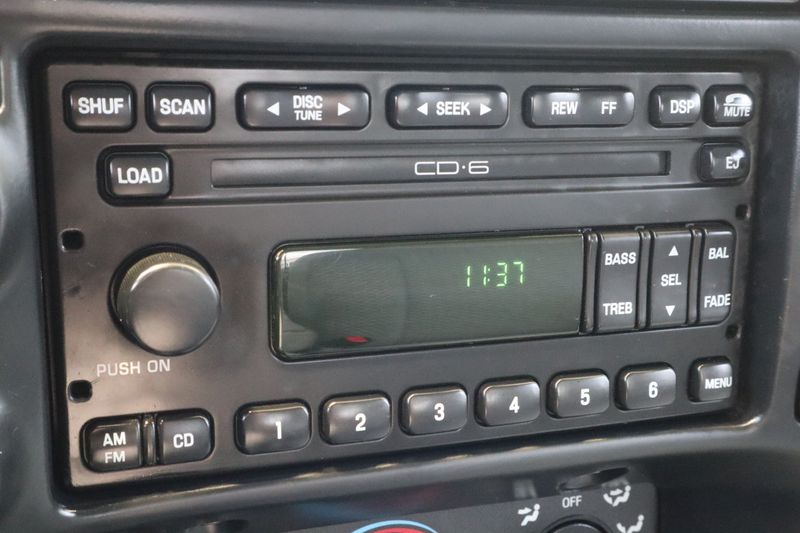 SHUF SCAN DISC TUNE SEEK REW FF DSP MUTE
LOAD CD·6 EJ
11:37
BASS SEL BAL
TREB FADE
PUSH ON
AM FM CD 1 2 3 4 5 6 MENU
OFF